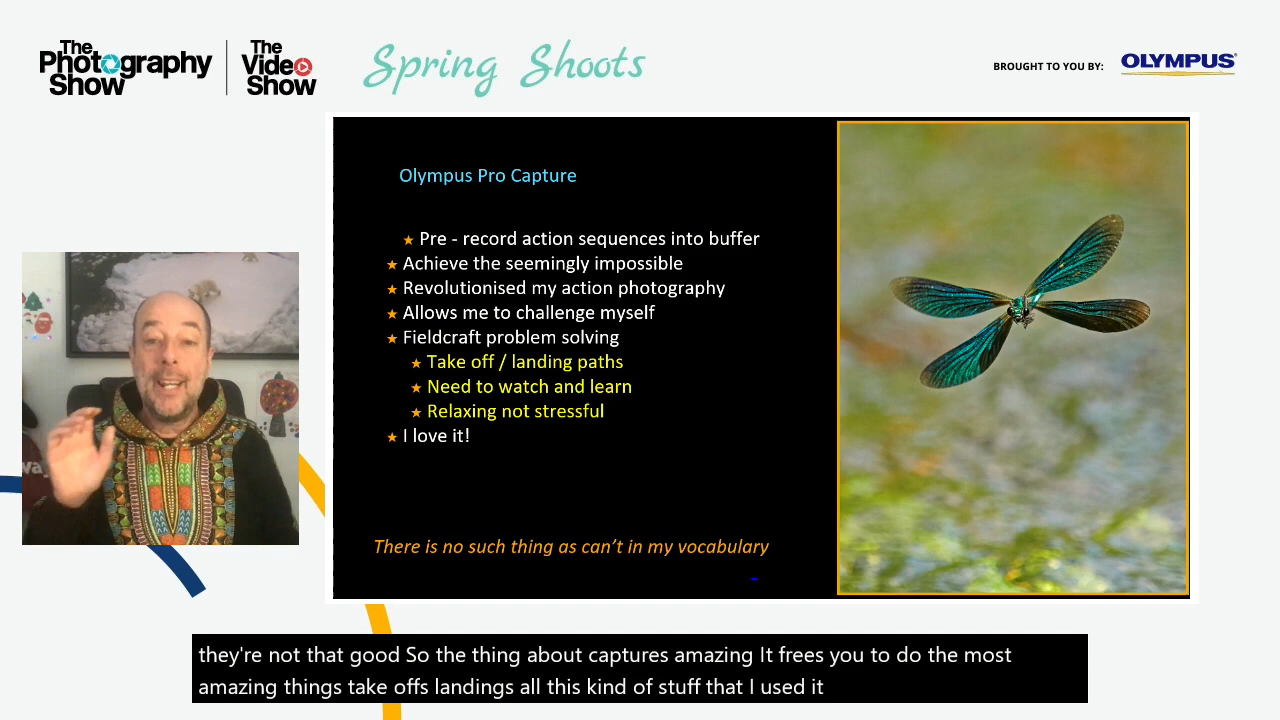 The
Photography
Show
The
Video
Show
Spring Shoots
BROUGHT TO YOU BY:
OLYMPUS
Olympus Pro Capture
Pre - record action sequences into buffer
Achieve the seemingly impossible
Revolutionised my action photography
Allows me to challenge myself
Fieldcraft problem solving
Take off / landing paths
Need to watch and learn
Relaxing not stressful
I love it!
There is no such thing as can’t in my vocabulary
they're not that good So the thing about captures amazing It frees you to do the most
amazing things take offs landings all this kind of stuff that I used it